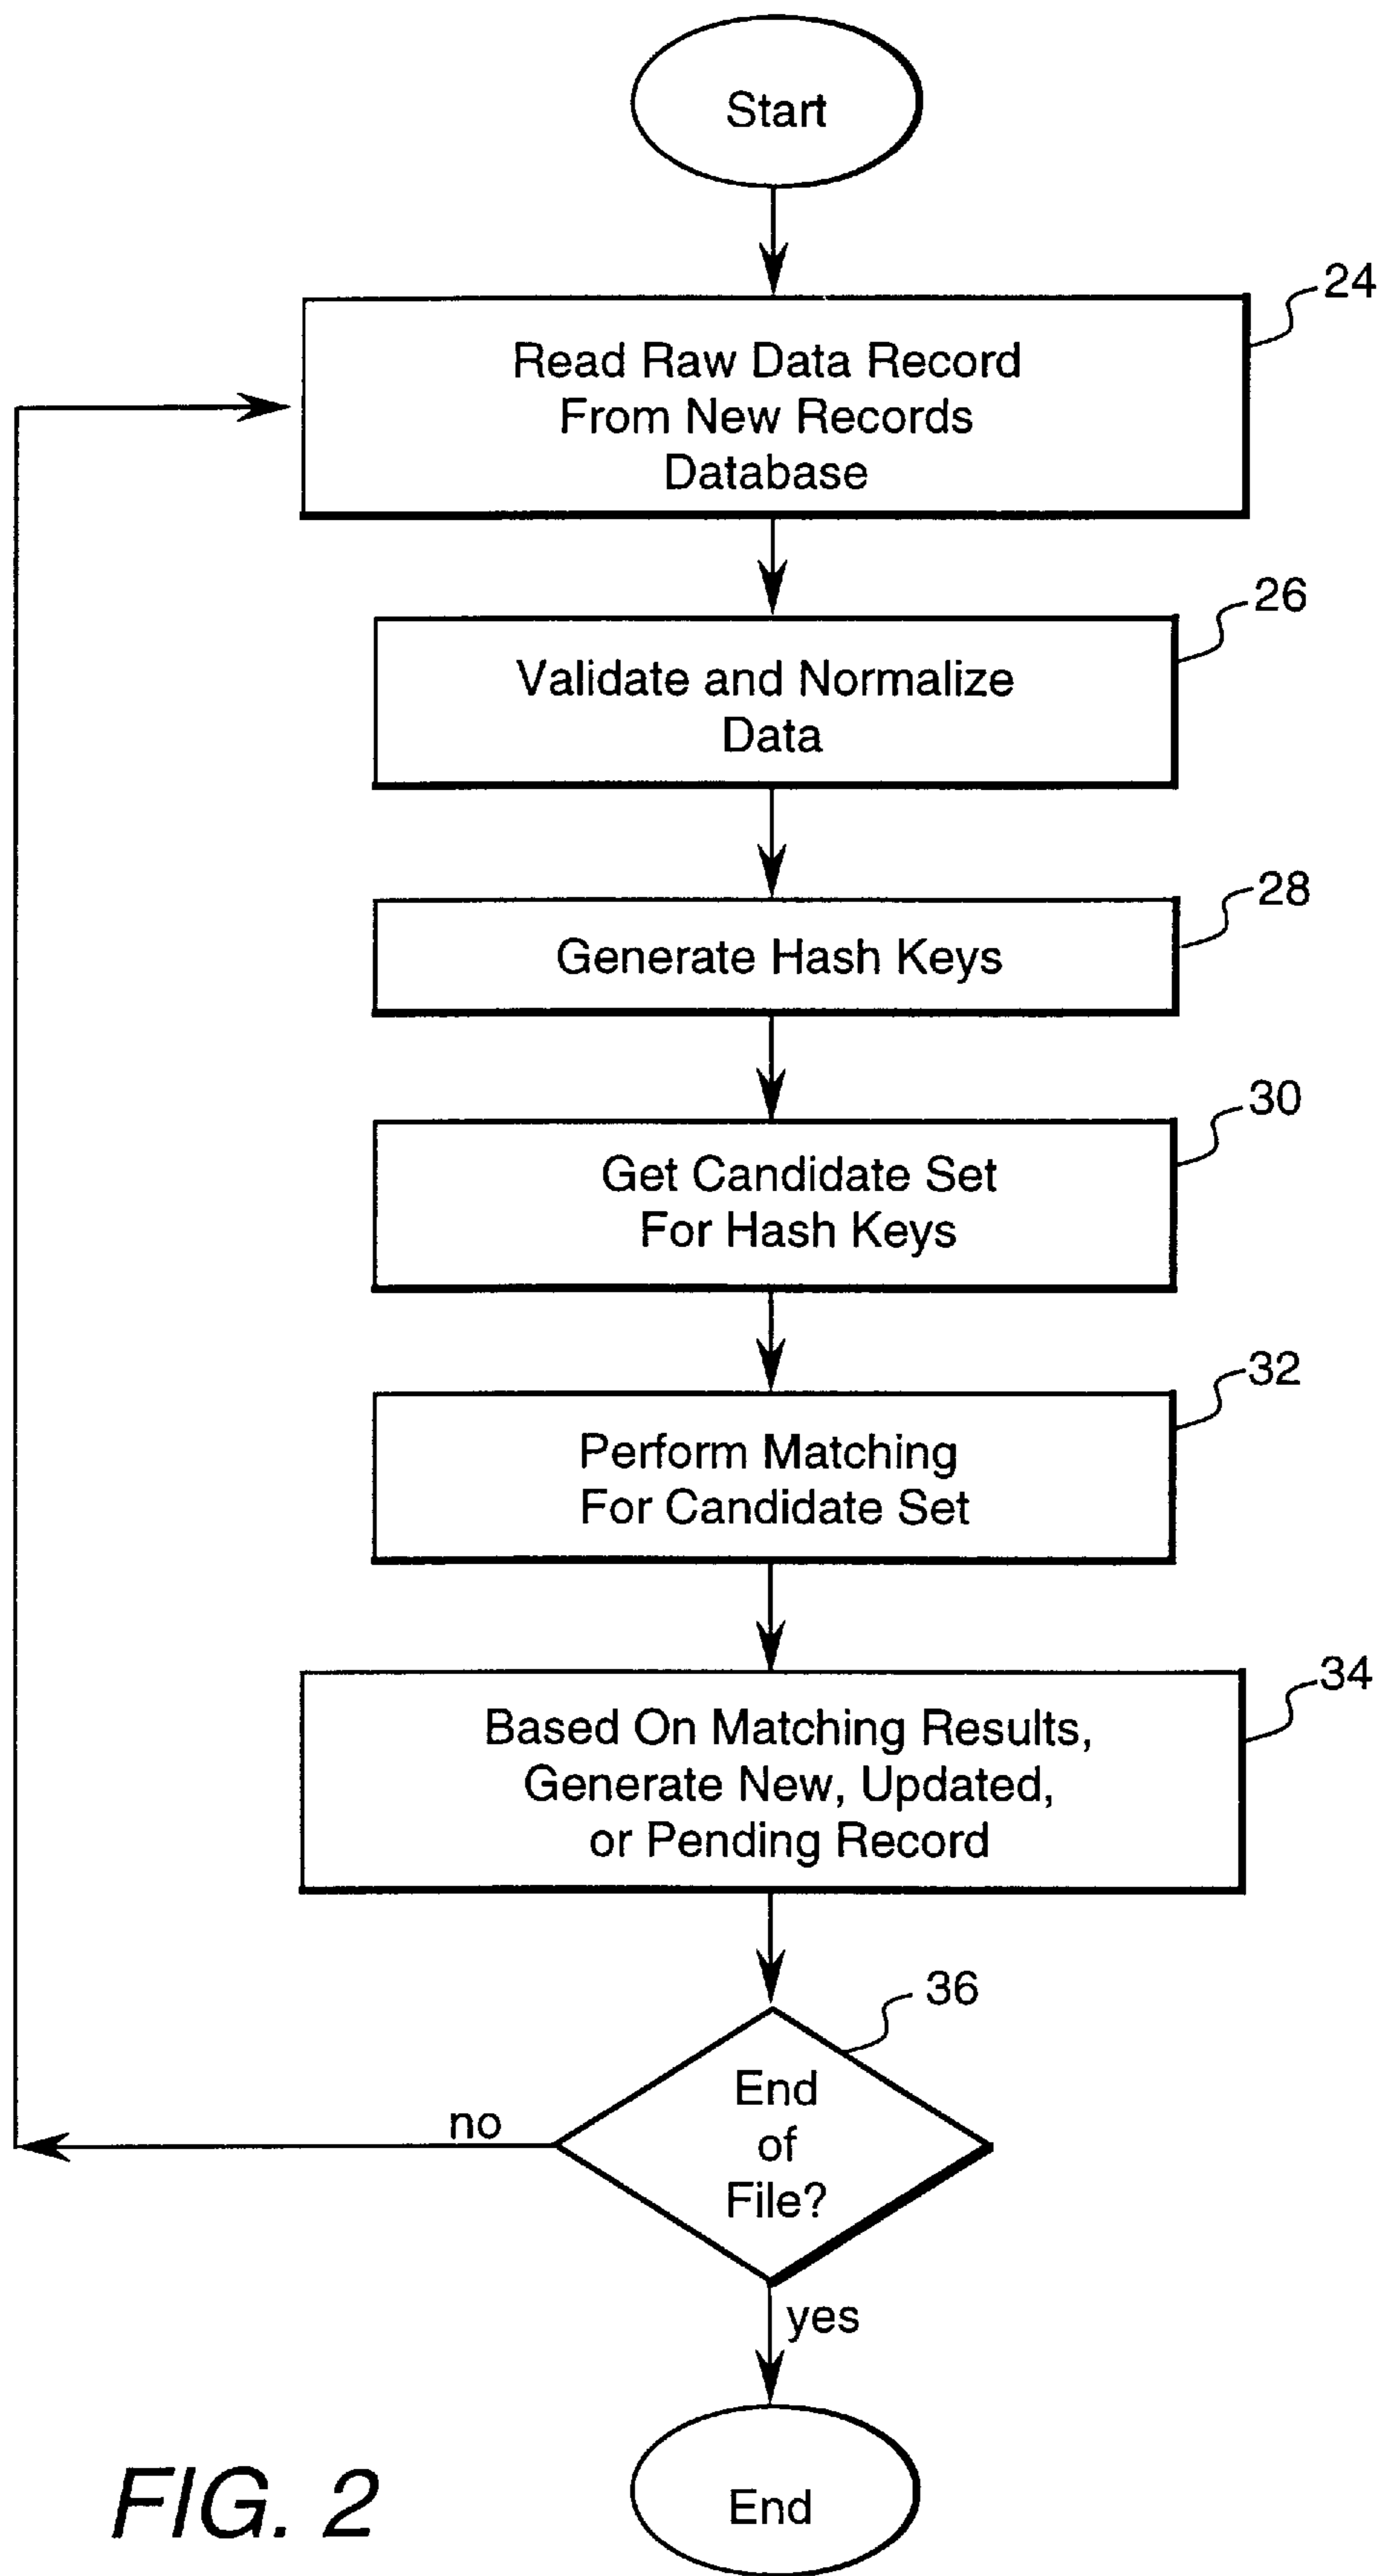 Start
24
Read Raw Data Record
From New Records
Database
26
Validate and Normalize
Data
28
Generate Hash Keys
30
Get Candidate Set
For Hash Keys
32
Perform Matching
For Candidate Set
34
Based On Matching Results,
Generate New, Updated,
or Pending Record
36
End
of
File?
no
yes
End
FIG. 2